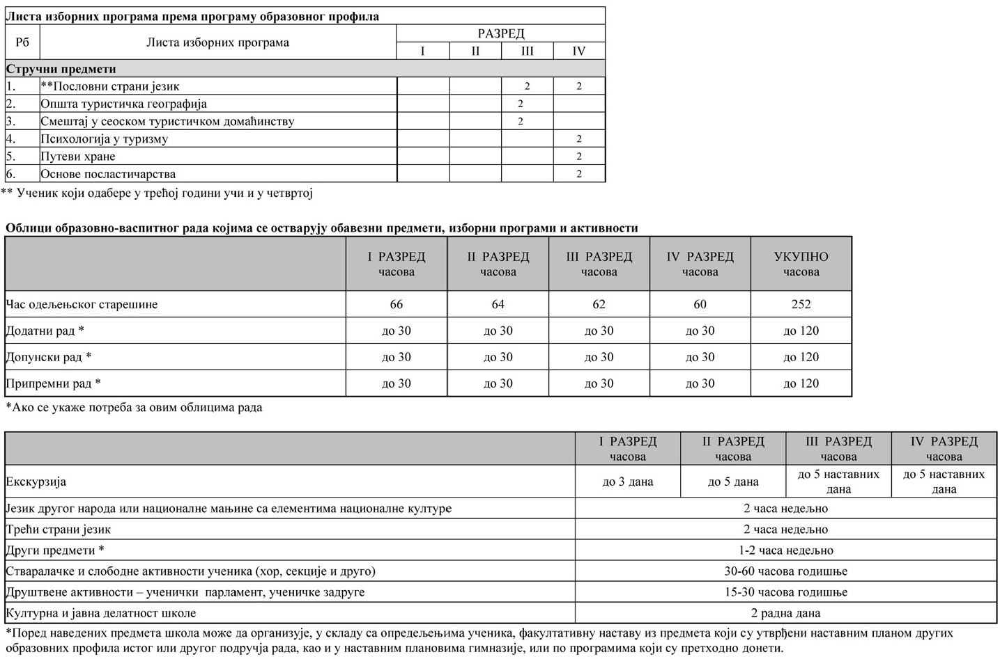 Листа изборних програма према програму образовног профила
Рб Листа изборних програма РАЗРЕД
I II III IV
Стручни предмети
1. **Пословни страни језик 2 2
2. Општа туристичка географија 2
3. Смештај у сеоском туристичком домаћинству 2
4. Психологија у туризму 2
5. Путеви хране 2
6. Основе посластичарства 2
** Ученик који одабере у трећој години учи и у четвртој
Облици образовно-васпитног рада којима се остварују обавезни предмети, изборни програми и активности
I РАЗРЕД II РАЗРЕД III РАЗРЕД IV РАЗРЕД УКУПНО
часова часова часова часова часова
Час одељењског старешине 66 64 62 60 252
Додатни рад * до 30 до 30 до 30 до 30 до 120
Допунски рад * до 30 до 30 до 30 до 30 до 120
Припремни рад * до 30 до 30 до 30 до 30 до 120
*Ако се укаже потреба за овим облицима рада
I РАЗРЕД II РАЗРЕД III РАЗРЕД IV РАЗРЕД
часова часова часова часова
Екскурзија до 3 дана до 5 дана до 5 наставних до 5 наставних
дана дана
Језик другог народа или националне мањине са елементима националне културе 2 часа недељно
Трећи страни језик 2 часа недељно
Други предмети * 1-2 часа недељно
Стваралачке и слободне активности ученика (хор, секције и друго) 30-60 часова годишње
Друштвене активности – ученички парламент, ученичке задруге 15-30 часова годишње
Културна и јавна делатност школе 2 радна дана
*Поред наведених предмета школа може да организује, у складу са опредељењима ученика, факултативну наставу из предмета који су утврђени наставним планом других
образовних профила истог или другог подручја рада, као и у наставним плановима гимназије, или по програмима који су претходно донети.